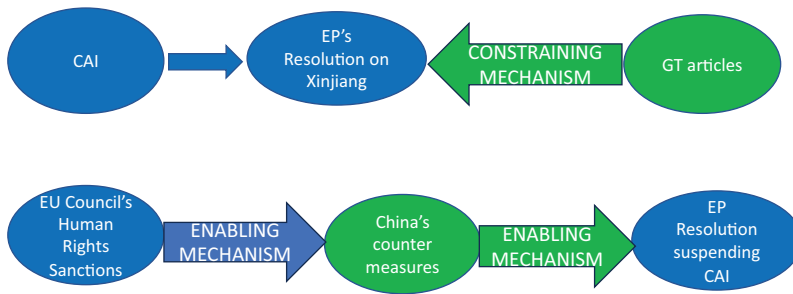 CAI
EP's
Resolution on
Xinjiang
CONSTRAINING
MECHANISM
GT articles
EU Council's
Human
Rights
Sanctions
ENABLING
MECHANISM
China's
counter
measures
ENABLING
MECHANISM
EP
Resolution
suspending
CAI